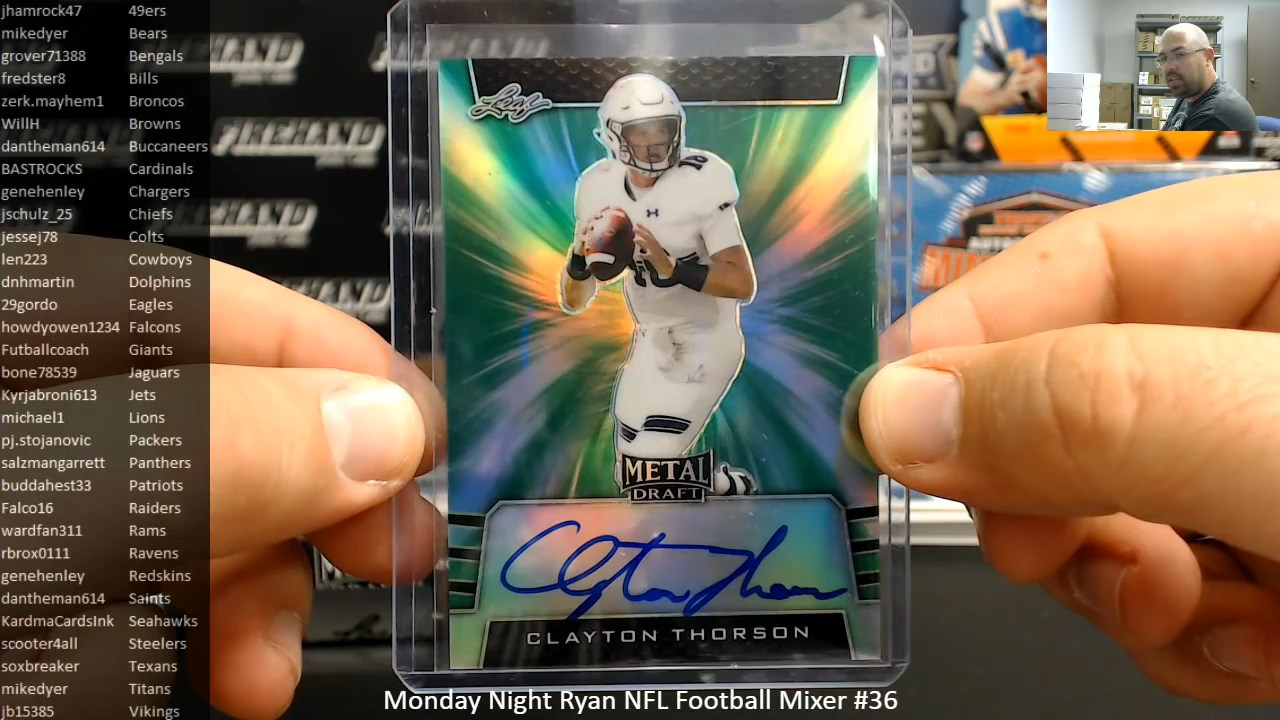 jhamrock47 49ers
mikedyer Bears
grover71388 Bengals
fredster8 Bills
zerk.mayhem1 Broncos
WillH Browns
dantheman614 Buccaneers
BASTROCKS Cardinals
genehenley Chargers
jschulz_25 Chiefs
jessej78 Colts
len223 Cowboys
dnhmartin Dolphins
29gordo Eagles
howdyowen1234 Falcons
Futballcoach Giants
bone78539 Jaguars
Kyrjabroni613 Jets
michael1 Lions
pj.stojanovic Packers
salzmangarrett Panthers
buddahest33 Patriots
Falco16 Raiders
wardfan311 Rams
rbrox0111 Ravens
genehenley Redskins
dantheman614 Saints
KardmaCardsInk Seahawks
scooter4all Steelers
soxbreaker Texans
mikedyer Titans
jb15385 Vikings
Leaf
METAL
DRAFT
Clayton Thorson
CLAYTON THORSON
Monday Night Ryan NFL Football Mixer #36